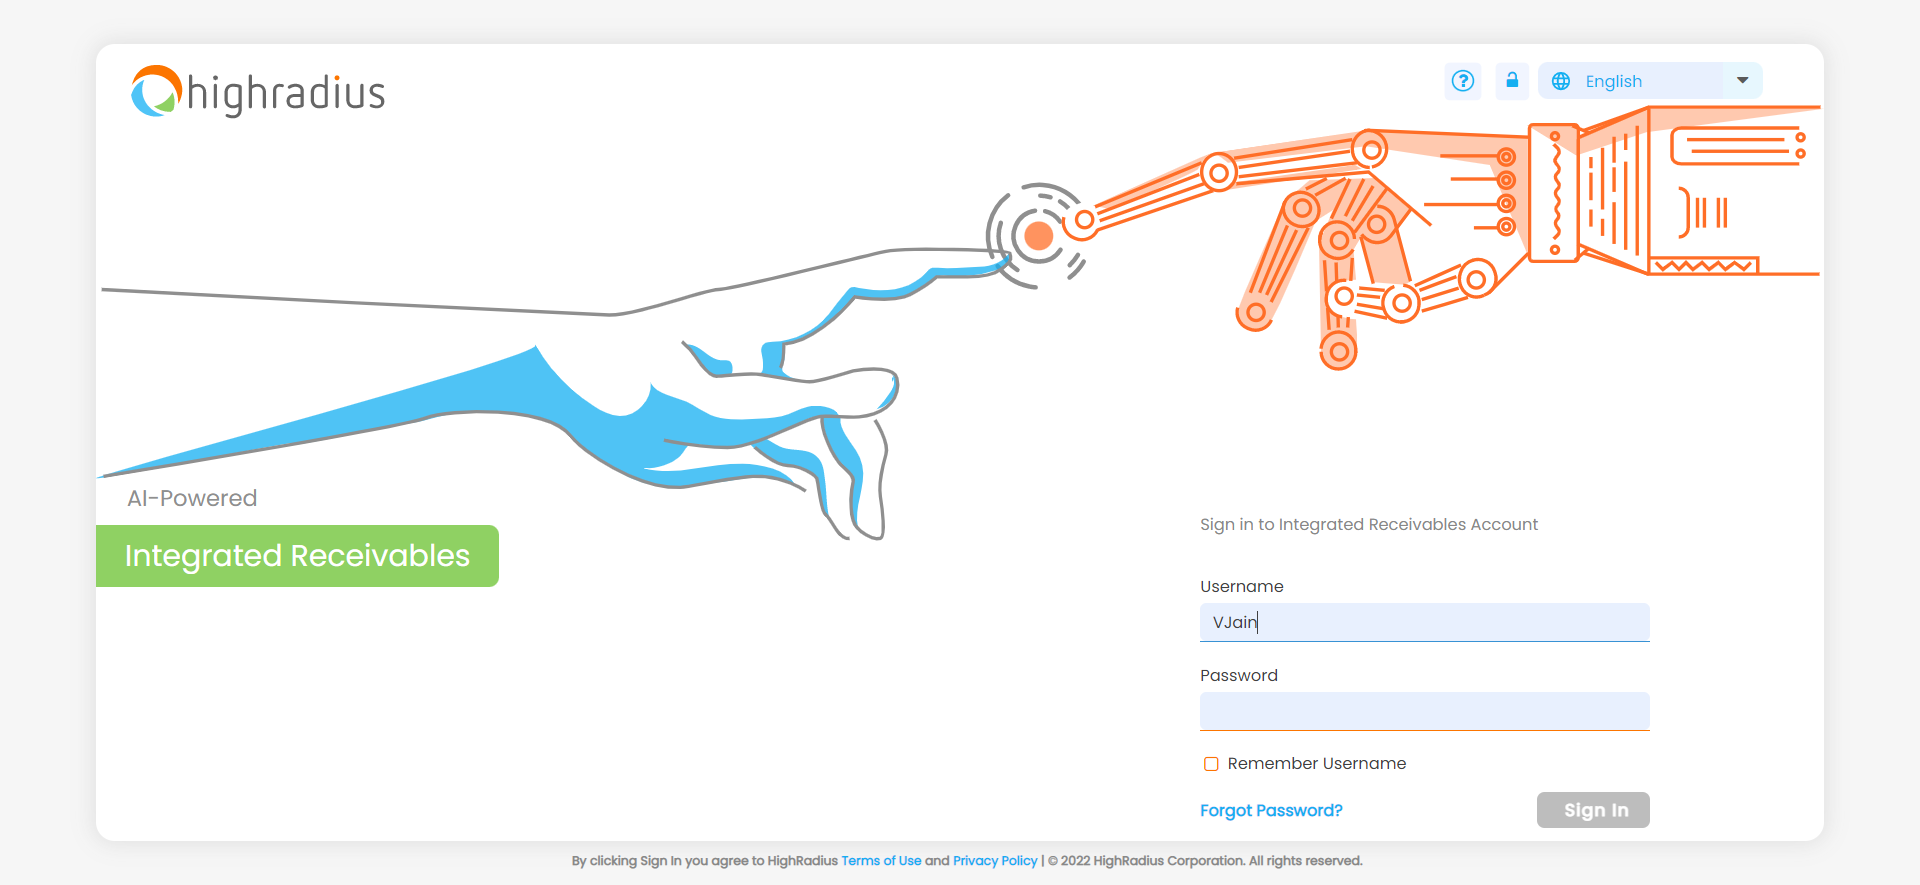 highradius
English
AI-Powered
Integrated Receivables
Sign in to Integrated Receivables Account
Username
VJain
Password
Remember Username
Forgot Password?
Sign In
By clicking Sign In you agree to HighRadius Terms of Use and Privacy Policy | © 2022 HighRadius Corporation. All rights reserved.